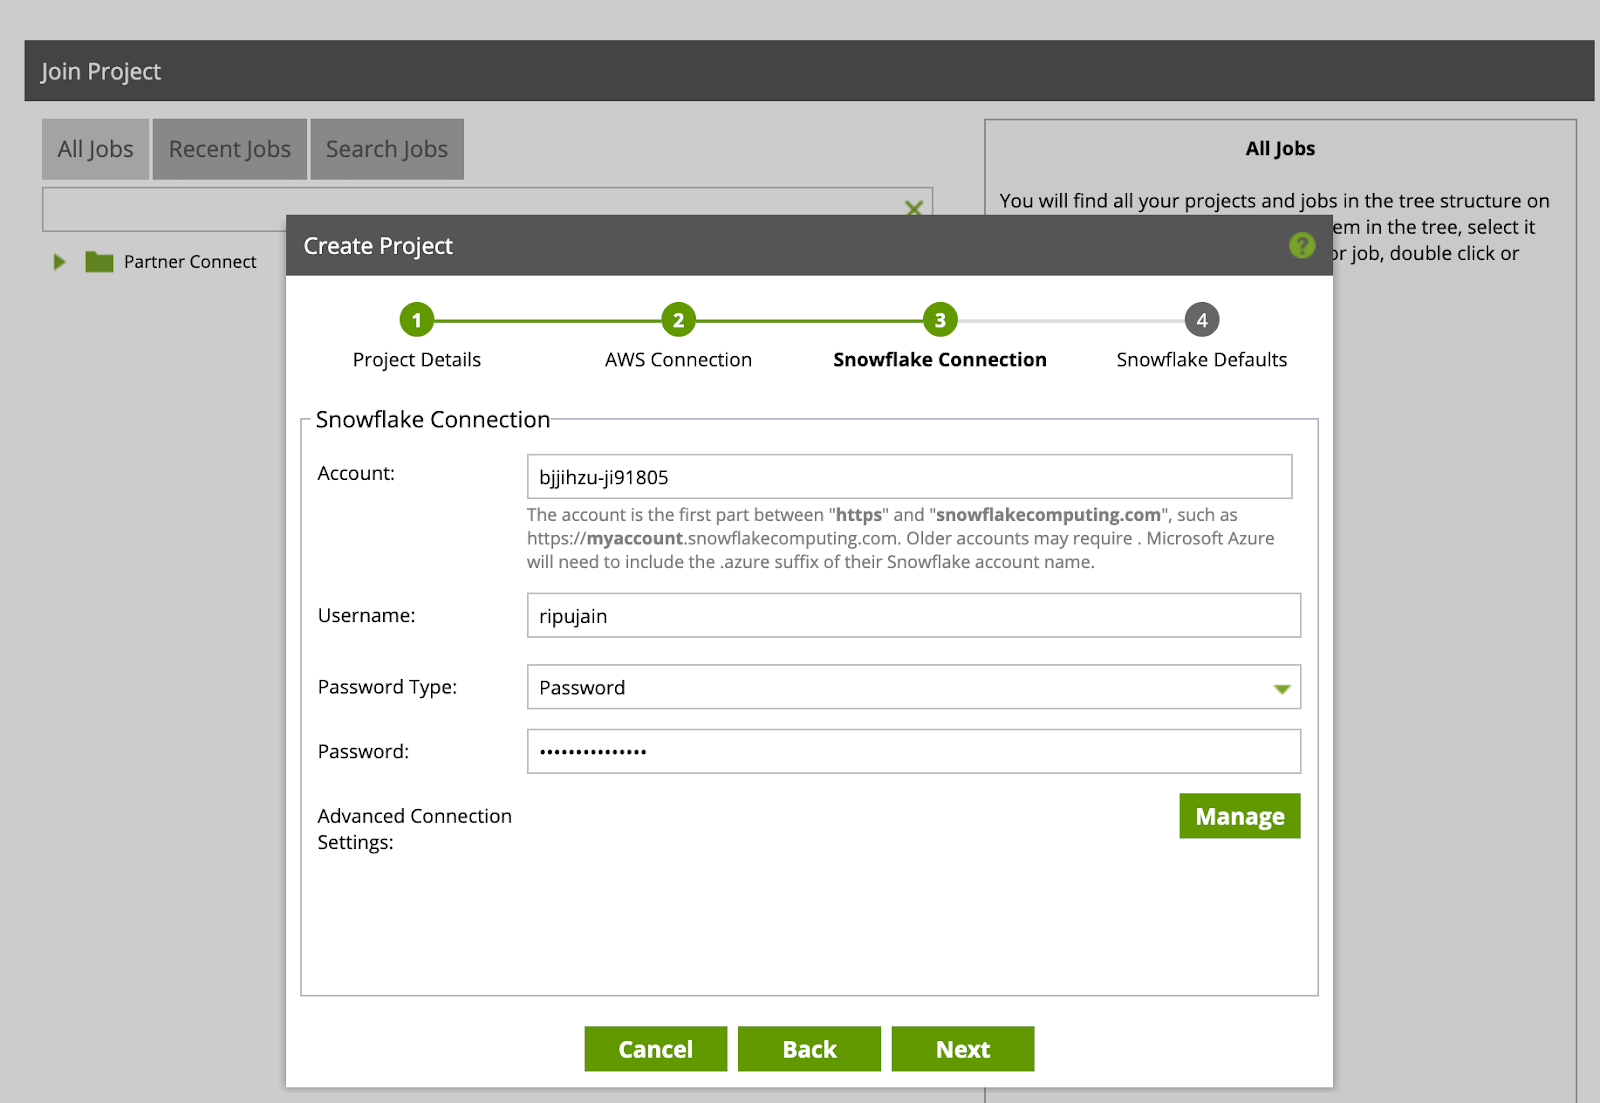 Join Project
All Jobs
Recent Jobs
Search Jobs
Partner Connect
All Jobs
You will find all your projects and jobs in the tree structure on
em in the tree, select it
or job, double click or
Create Project
?
1
2
3
4
Project Details
AWS Connection
Snowflake Connection
Snowflake Defaults
Snowflake Connection
Account:
bjjihzu-ji91805
The account is the first part between "https" and "snowflakecomputing.com", such as
https://myaccount.snowflakecomputing.com. Older accounts may require . Microsoft Azure
will need to include the .azure suffix of their Snowflake account name.
Username:
ripujain
Password Type:
Password
Password:
•••••••••••••••
Advanced Connection
Settings:
Manage
Cancel
Back
Next